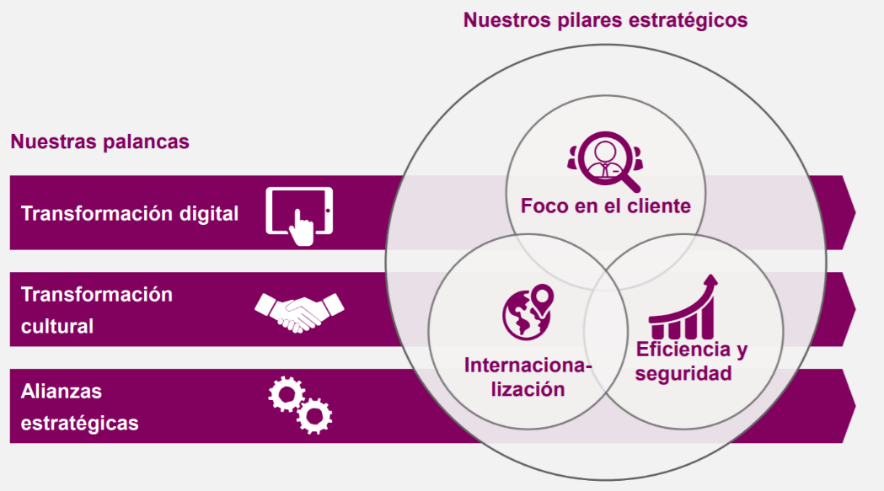 Nuestros pilares estratégicos
Nuestras palancas
Transformación digital
Transformación
cultural
Alianzas
estratégicas
Foco en el cliente
Internaciona-
lización
Eficiencia y
seguridad